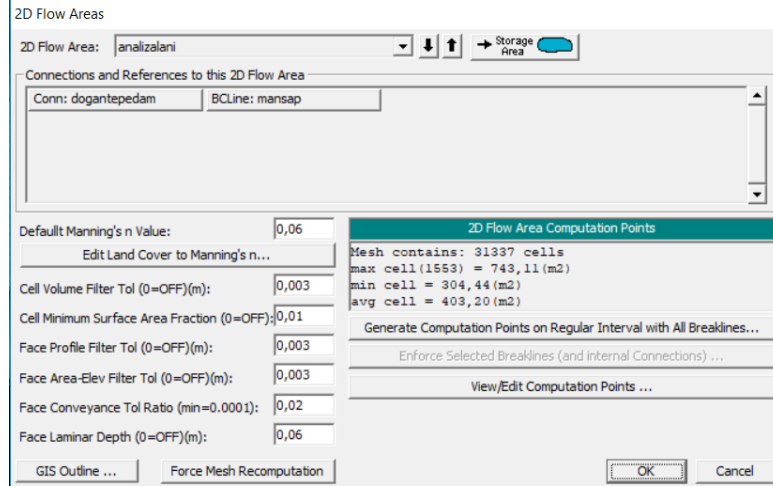 2D Flow Areas
2D Flow Area: analizalani
Storage Area
Connections and References to this 2D Flow Area
Conn: dogantepedam BCLine: mansap
Defaullt Manning's n Value: 0,06
Edit Land Cover to Manning's n...
Cell Volume Filter Tol (0=OFF)(m): 0,003
Cell Minimum Surface Area Fraction (0=OFF): 0,01
Face Profile Filter Tol (0=OFF)(m): 0,003
Face Area-Elev Filter Tol (0=OFF)(m): 0,003
Face Conveyance Tol Ratio (min=0.0001): 0,02
Face Laminar Depth (0=OFF)(m): 0,06
2D Flow Area Computation Points
Mesh contains: 31337 cells
max cell(1553) = 743,11(m2)
min cell = 304,44(m2)
avg cell = 403,20(m2)
Generate Computation Points on Regular Interval with All Breaklines...
Enforce Selected Breaklines (and internal Connections) ...
View/Edit Computation Points ...
GIS Outline ... Force Mesh Recomputation OK Cancel